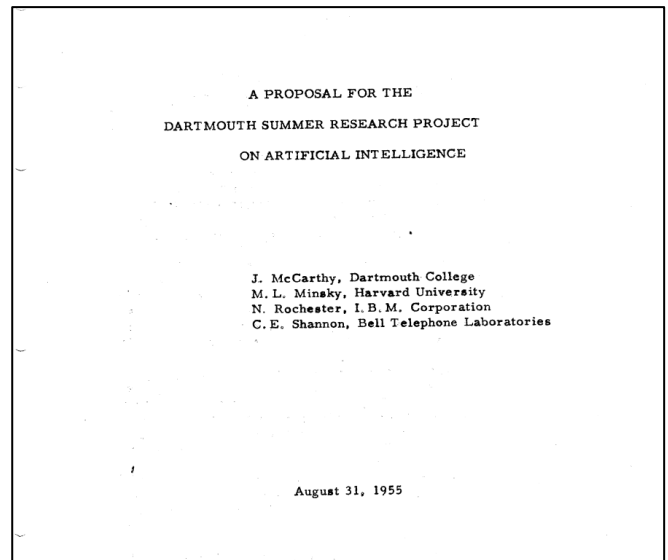 A PROPOSAL FOR THE
DARTMOUTH SUMMER RESEARCH PROJECT
ON ARTIFICIAL INTELLIGENCE
J. McCarthy, Dartmouth College
M. L. Minsky, Harvard University
N. Rochester, I. B. M. Corporation
C. E. Shannon, Bell Telephone Laboratories
August 31, 1955